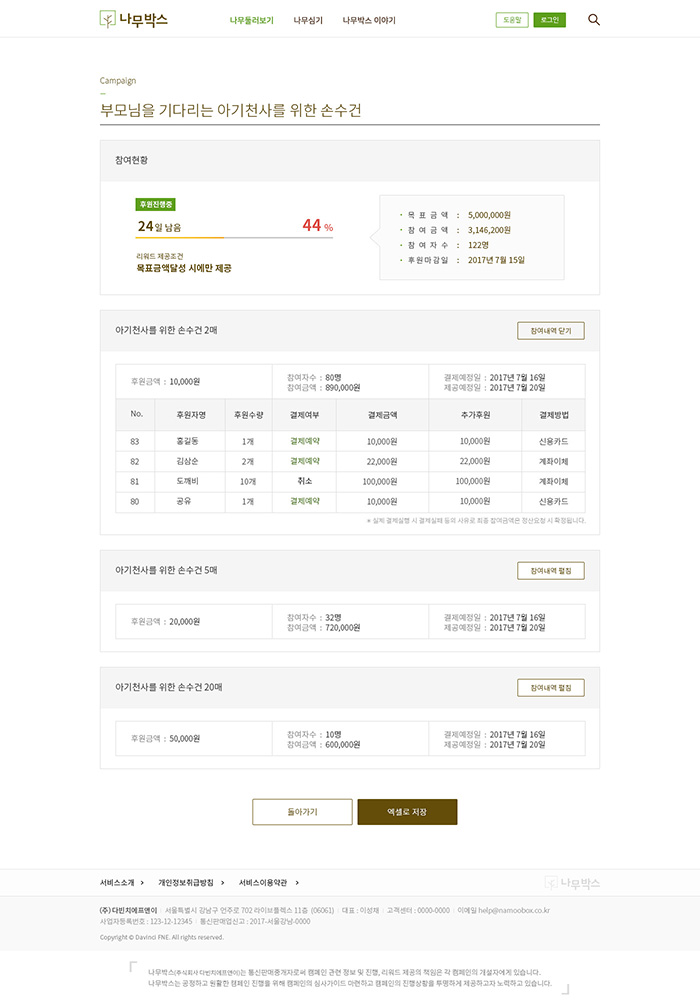 나무박스
나무둘러보기 나무심기 나무박스 이야기
도움말 로그인
Campaign
부모님을 기다리는 아기천사를 위한 손수건
참여현황
후원진행중
24일 남음 44 %
리워드 제공조건
목표금액달성 시에만 제공
· 목표금액 : 5,000,000원
· 참여금액 : 3,146,200원
· 참여자수 : 122명
· 후원마감일 : 2017년 7월 15일
아기천사를 위한 손수건 2매 참여내역 닫기
후원금액 : 10,000원
참여자수 : 80명
참여금액 : 890,000원
결제예정일 : 2017년 7월 16일
제공예정일 : 2017년 7월 20일
No. 후원자명 후원수량 결제여부 결제금액 추가후원 결제방법
83 홍길동 1개 결제예약 10,000원 10,000원 신용카드
82 김삼순 2개 결제예약 22,000원 22,000원 계좌이체
81 도깨비 10개 취소 100,000원 100,000원 계좌이체
80 공유 1개 결제예약 10,000원 10,000원 신용카드
※ 실제 결제실행 시 결제실패 등의 사유로 최종 참여금액은 정산요청 시 확정됩니다.
아기천사를 위한 손수건 5매 참여내역 펼침
후원금액 : 20,000원
참여자수 : 32명
참여금액 : 720,000원
결제예정일 : 2017년 7월 16일
제공예정일 : 2017년 7월 20일
아기천사를 위한 손수건 20매 참여내역 펼침
후원금액 : 50,000원
참여자수 : 10명
참여금액 : 600,000원
결제예정일 : 2017년 7월 16일
제공예정일 : 2017년 7월 20일
돌아가기 엑셀로 저장
서비스소개 > 개인정보취급방침 > 서비스이용약관 >
나무박스
(주) 다빈치에프앤이 | 서울특별시 강남구 언주로 702 라이브플렉스 11층 (06061) | 대표 : 이성재 | 고객센터 : 0000-0000 | 이메일 help@namoobox.co.kr
사업자등록번호 : 123-12-12345 | 통신판매업신고 : 2017-서울강남-0000
Copyright © Davinci FNE. All rights reserved.
나무박스(주식회사 다빈치에프앤이)는 통신판매중개자로써 캠페인 관련 정보 및 진행, 리워드 제공의 책임은 각 캠페인의 개설자에게 있습니다.
나무박스는 공정하고 원활한 캠페인 진행을 위해 캠페인의 심사가이드 마련하고 캠페인의 진행상황을 투명하게 제공하고자 노력하고 있습니다.